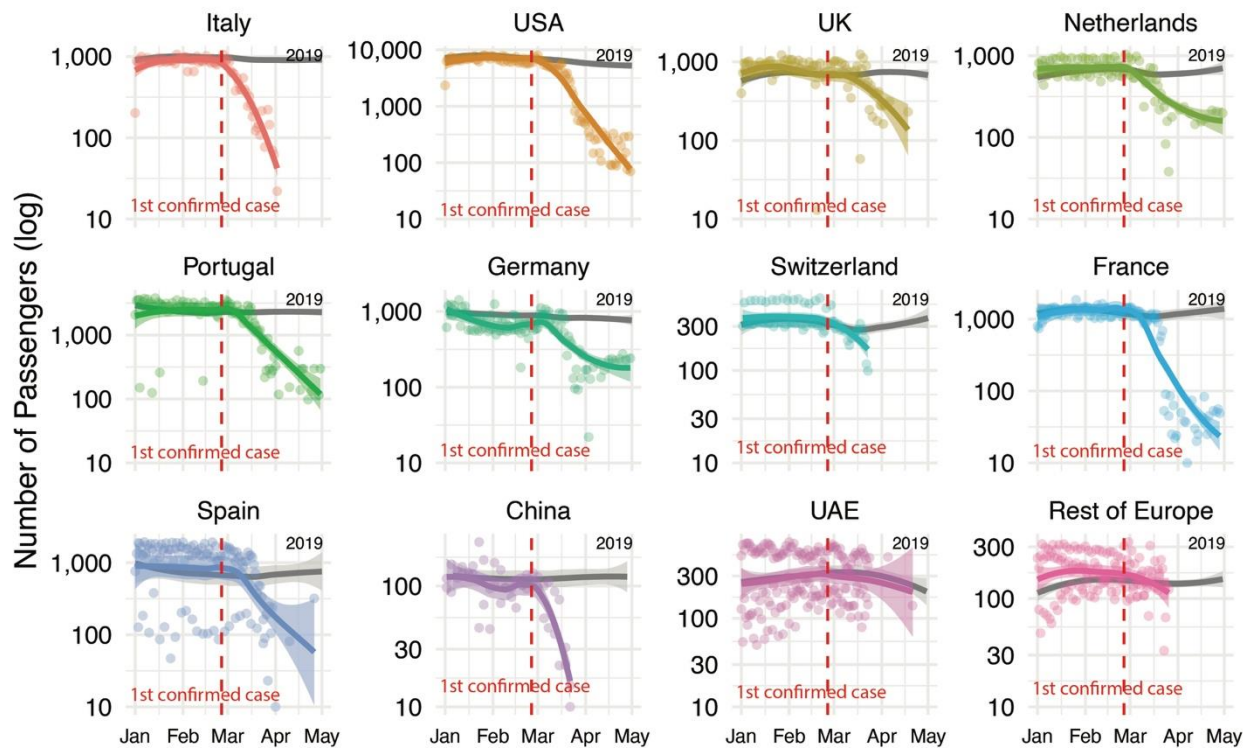 Number of Passengers (log)
Italy
1,000
100
10
2019
1st confirmed case
USA
10,000
1,000
100
10
1st confirmed case
UK
1,000
100
10
2019
1st confirmed case
Netherlands
1,000
100
10
2019
1st confirmed case
Portugal
1,000
100
10
2019
1st confirmed case
Germany
1,000
100
10
2019
1st confirmed case
Switzerland
300
100
30
10
2019
1st confirmed case
France
1,000
100
10
2019
1st confirmed case
Spain
1,000
100
10
2019
1st confirmed case
Jan Feb Mar Apr May
China
100
30
10
2019
1st confirmed case
Jan Feb Mar Apr May
UAE
300
100
30
10
2019
1st confirmed case
Jan Feb Mar Apr May
Rest of Europe
300
100
30
10
2019
1st confirmed case
Jan Feb Mar Apr May